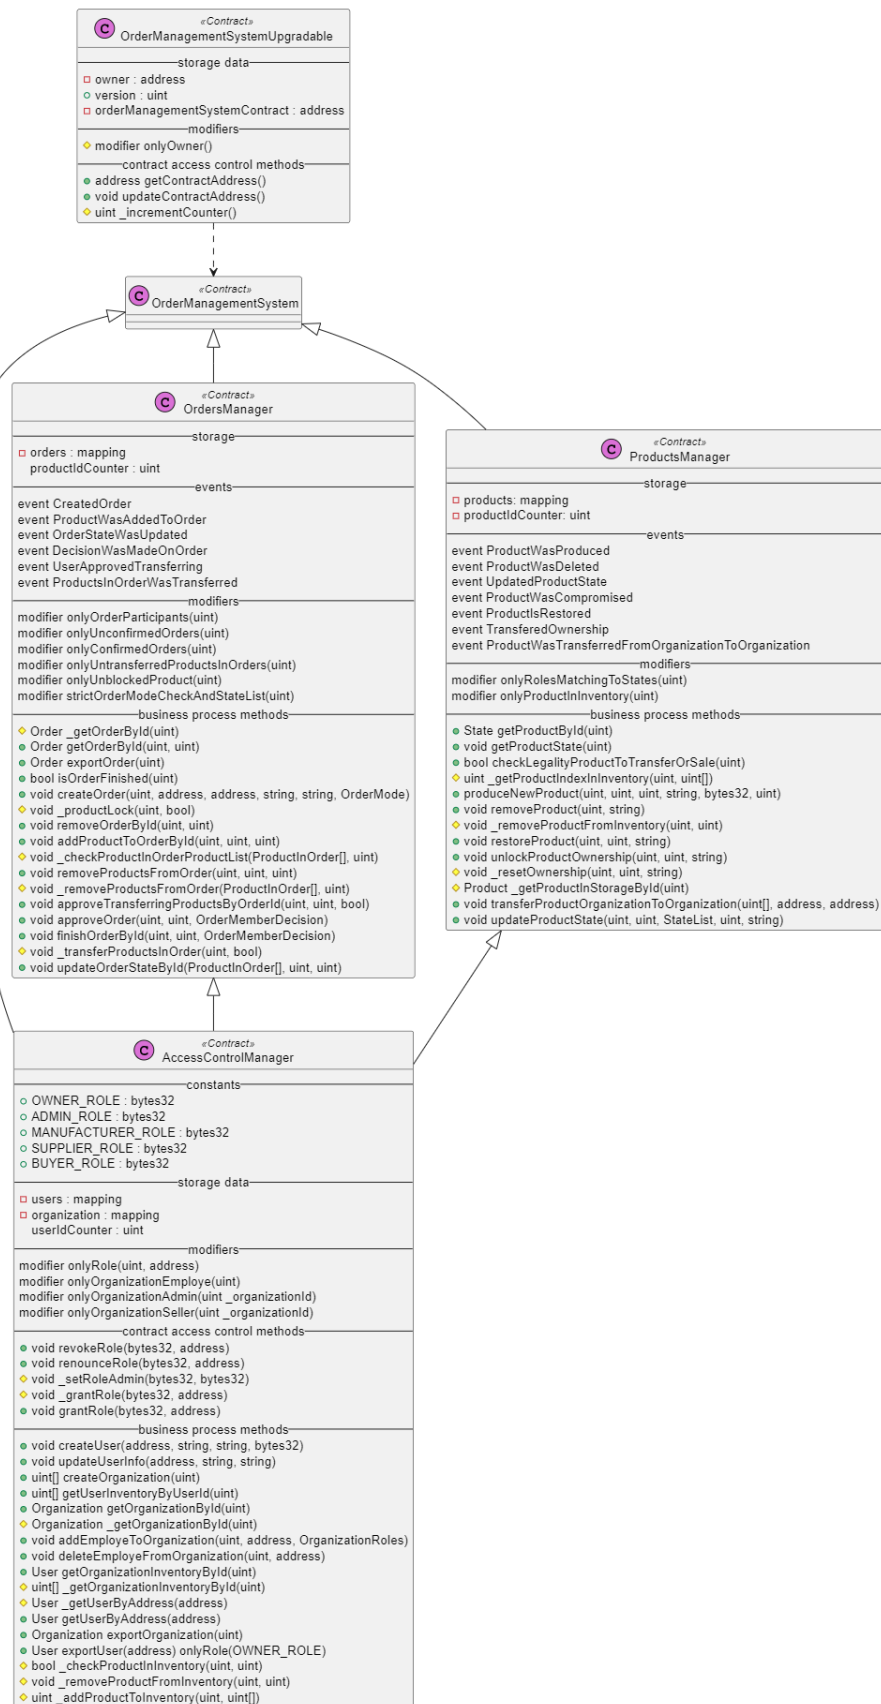 C
«Contract»
OrderManagementSystemUpgradable
storage data
owner : address
version : uint
orderManagementSystemContract : address
modifiers
modifier onlyOwner()
contract access control methods
address getContractAddress()
void updateContractAddress()
uint _incrementCounter()
C
«Contract»
OrderManagementSystem
C
«Contract»
OrdersManager
storage
orders : mapping
productIdCounter : uint
events
event CreatedOrder
event ProductWasAddedToOrder
event OrderStateWasUpdated
event DecisionWasMadeOnOrder
event UserApprovedTransferring
event ProductsInOrderWasTransferred
modifiers
modifier onlyOrderParticipants(uint)
modifier onlyUnconfirmedOrders(uint)
modifier onlyConfirmedOrders(uint)
modifier onlyUntransferredProductsInOrders(uint)
modifier onlyUnblockedProduct(uint)
modifier strictOrderModeCheckAndStateList(uint)
business process methods
Order _getOrderById(uint)
Order getOrderById(uint, uint)
Order exportOrder(uint)
bool isOrderFinished(uint)
void createOrder(uint, address, address, string, string, OrderMode)
void _productLock(uint, bool)
void removeOrderById(uint, uint)
void addProductToOrderById(uint, uint, uint)
void _checkProductInOrderProductList(ProductInOrder[], uint)
void removeProductsFromOrder(uint, uint, uint)
void _removeProductsFromOrder(ProductInOrder[], uint)
void approveTransferringProductsByOrderId(uint, uint, bool)
void approveOrder(uint, uint, OrderMemberDecision)
void finishOrderById(uint, uint, OrderMemberDecision)
void _transferProductsInOrder(uint, bool)
void updateOrderStateById(ProductInOrder[], uint, uint)
C
«Contract»
ProductsManager
storage
products: mapping
productIdCounter: uint
events
event ProductWasProduced
event ProductWasDeleted
event UpdatedProductState
event ProductWasCompromised
event ProductIsRestored
event TransferedOwnership
event ProductWasTransferredFromOrganizationToOrganization
modifiers
modifier onlyRolesMatchingToStates(uint)
modifier onlyProductInInventory(uint)
business process methods
State getProductById(uint)
void getProductState(uint)
bool checkLegalityProductToTransferOrSale(uint)
uint _getProductIndexInInventory(uint, uint[])
produceNewProduct(uint, uint, uint, string, bytes32, uint)
void removeProduct(uint, string)
void _removeProductFromInventory(uint, uint)
void restoreProduct(uint, uint, string)
void unlockProductOwnership(uint, uint, string)
void _resetOwnership(uint, uint, string)
Product _getProductInStorageById(uint)
void transferProductOrganizationToOrganization(uint[], address, address)
void updateProductState(uint, uint, StateList, uint, string)
C
«Contract»
AccessControlManager
constants
OWNER_ROLE : bytes32
ADMIN_ROLE : bytes32
MANUFACTURER_ROLE : bytes32
SUPPLIER_ROLE : bytes32
BUYER_ROLE : bytes32
storage data
users : mapping
organization : mapping
userIdCounter : uint
modifiers
modifier onlyRole(uint, address)
modifier onlyOrganizationEmploye(uint)
modifier onlyOrganizationAdmin(uint _organizationId)
modifier onlyOrganizationSeller(uint _organizationId)
contract access control methods
void revokeRole(bytes32, address)
void renounceRole(bytes32, address)
void _setRoleAdmin(bytes32, bytes32)
void _grantRole(bytes32, address)
void grantRole(bytes32, address)
business process methods
void createUser(address, string, string, bytes32)
void updateUserInfo(address, string, string)
uint[] createOrganization(uint)
uint[] getUserInventoryByUserId(uint)
Organization getOrganizationById(uint)
Organization _getOrganizationById(uint)
void addEmployeToOrganization(uint, address, OrganizationRoles)
void deleteEmployeFromOrganization(uint, address)
User getOrganizationInventoryById(uint)
uint[] _getOrganizationInventoryById(uint)
User _getUserByAddress(address)
User getUserByAddress(address)
Organization exportOrganization(uint)
User exportUser(address) onlyRole(OWNER_ROLE)
bool _checkProductInInventory(uint, uint)
void _removeProductFromInventory(uint, uint)
uint _addProductToInventory(uint, uint[])